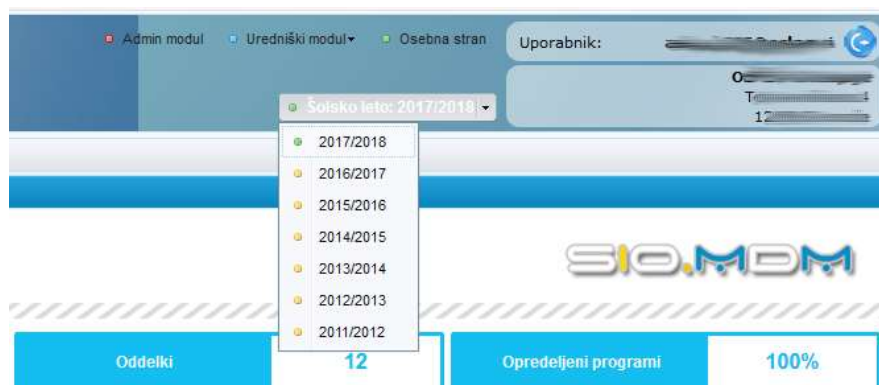 Admin modul Uredniški modul Osebna stran Uporabnik:
Šolsko leto: 2017/2018
2017/2018
2016/2017
2015/2016
2014/2015
2013/2014
2012/2013
2011/2012
SIO.MDM
Oddelki 12 Opredeljeni programi 100%